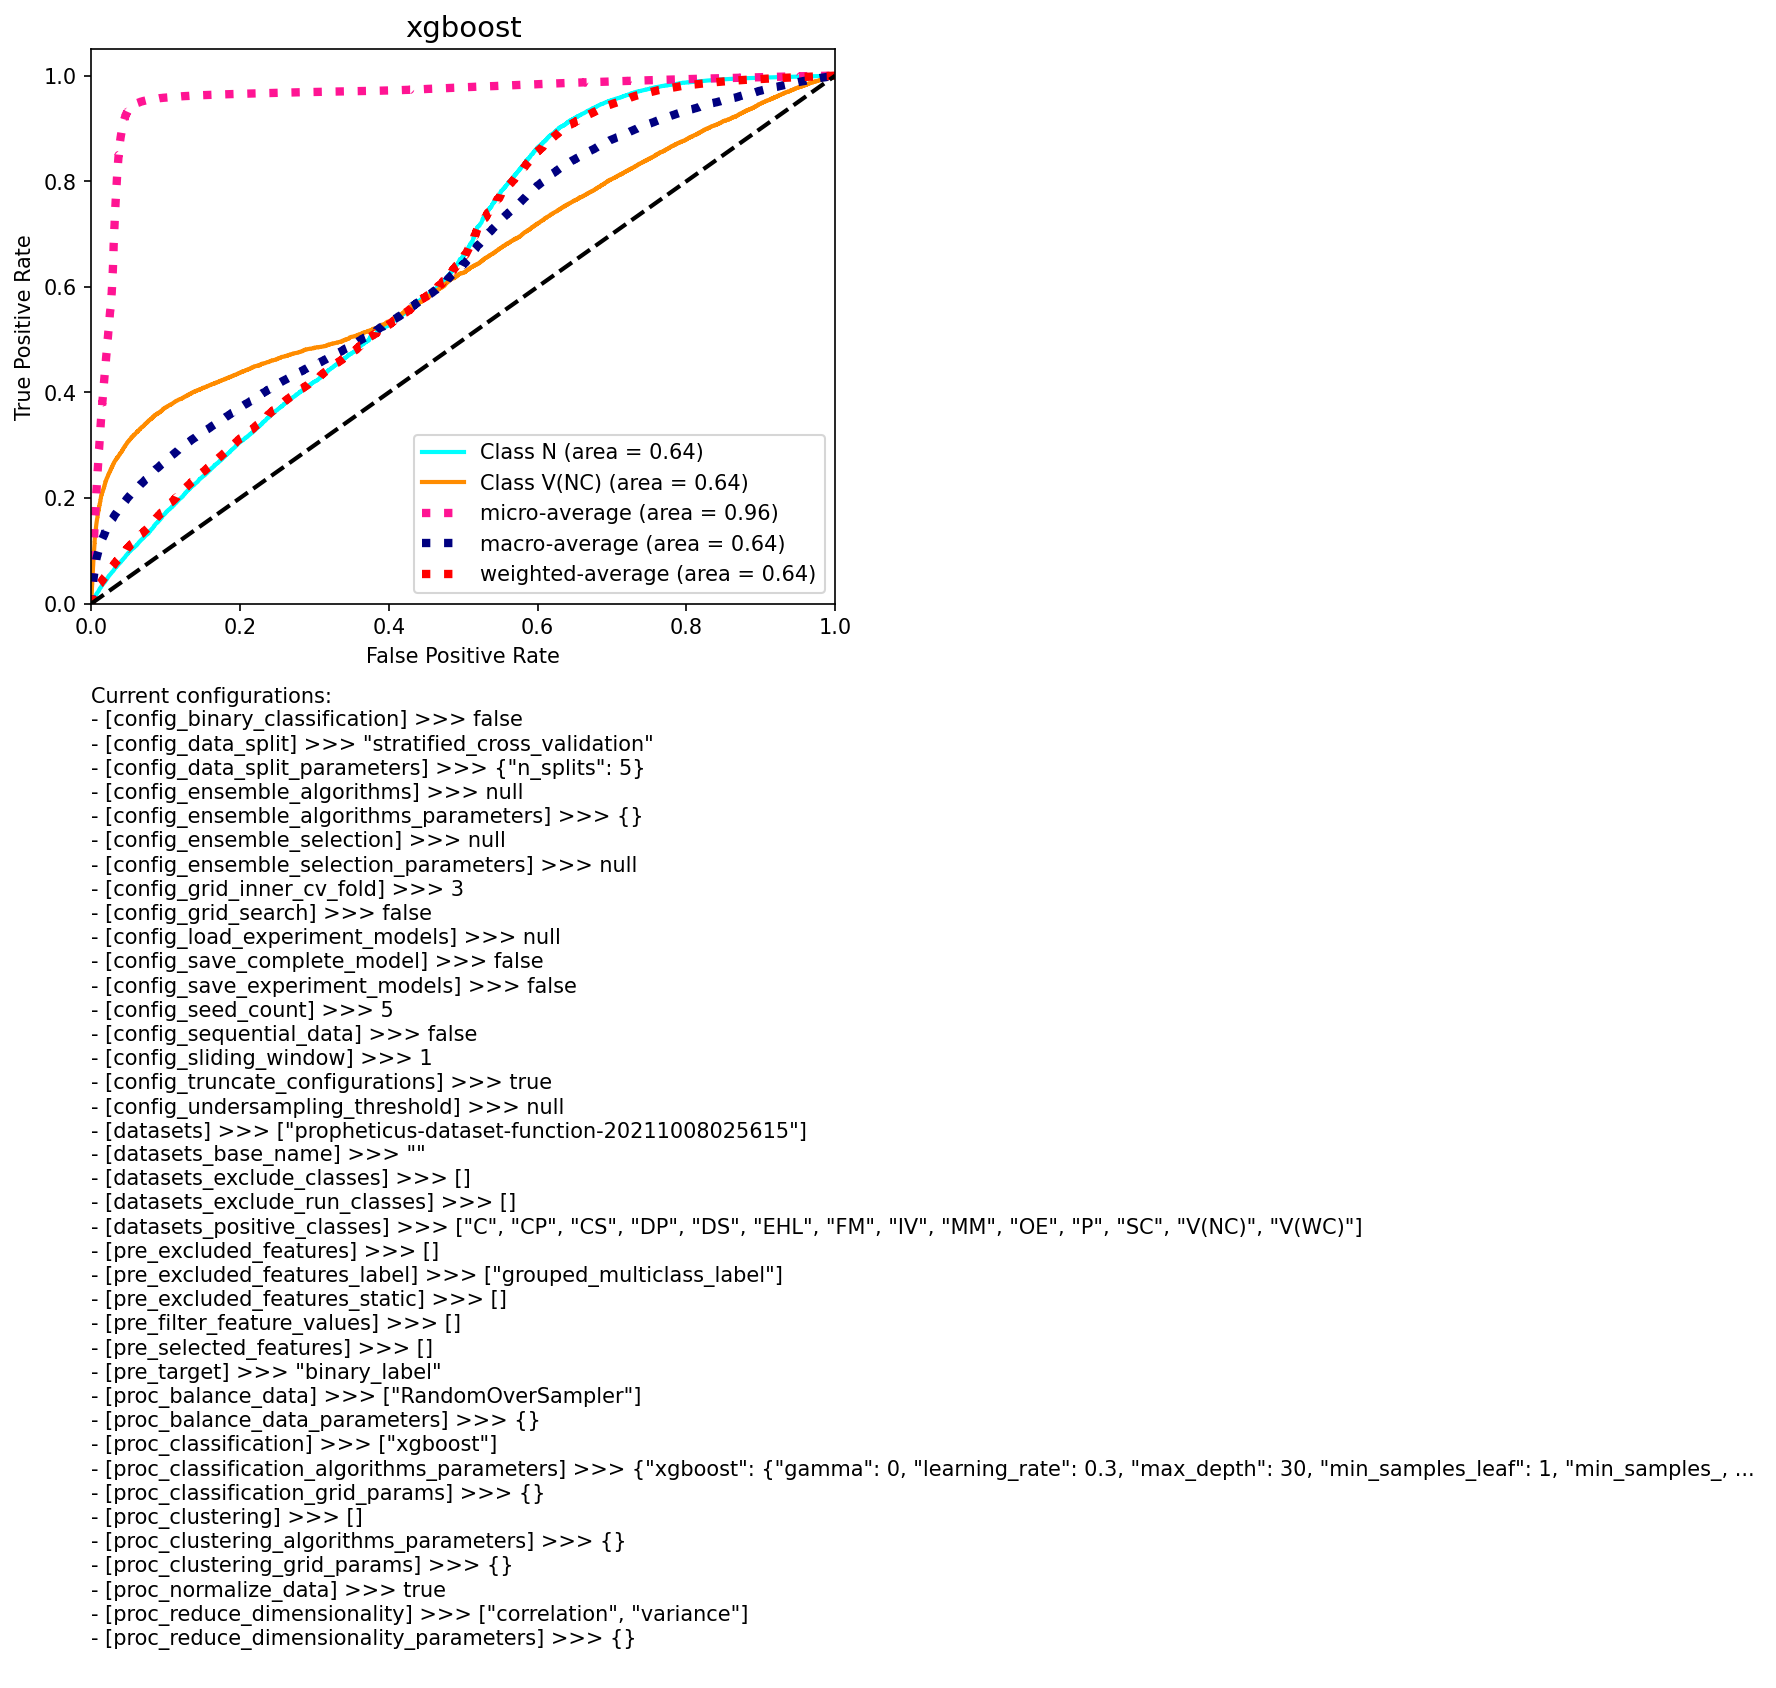 xgboost
1.0
0.8
0.6
0.4
0.2
0.0
True Positive Rate
Class N (area = 0.64)
Class V(NC) (area = 0.64)
micro-average (area = 0.96)
macro-average (area = 0.64)
weighted-average (area = 0.64)
0.0 0.2 0.4 0.6 0.8 1.0
False Positive Rate
Current configurations:
- [config_binary_classification] >>> false
- [config_data_split] >>> "stratified_cross_validation"
- [config_data_split_parameters] >>> {"n_splits": 5}
- [config_ensemble_algorithms] >>> null
- [config_ensemble_algorithms_parameters] >>> {}
- [config_ensemble_selection] >>> null
- [config_ensemble_selection_parameters] >>> null
- [config_grid_inner_cv_fold] >>> 3
- [config_grid_search] >>> false
- [config_load_experiment_models] >>> null
- [config_save_complete_model] >>> false
- [config_save_experiment_models] >>> false
- [config_seed_count] >>> 5
- [config_sequential_data] >>> false
- [config_sliding_window] >>> 1
- [config_truncate_configurations] >>> true
- [config_undersampling_threshold] >>> null
- [datasets] >>> ["propheticus-dataset-function-20211008025615"]
- [datasets_base_name] >>> ""
- [datasets_exclude_classes] >>> []
- [datasets_exclude_run_classes] >>> []
- [datasets_positive_classes] >>> ["C", "CP", "CS", "DP", "DS", "EHL", "FM", "IV", "MM", "OE", "P", "SC", "V(NC)", "V(WC)"]
- [pre_excluded_features] >>> []
- [pre_excluded_features_label] >>> ["grouped_multiclass_label"]
- [pre_excluded_features_static] >>> []
- [pre_filter_feature_values] >>> []
- [pre_selected_features] >>> []
- [pre_target] >>> "binary_label"
- [proc_balance_data] >>> ["RandomOverSampler"]
- [proc_balance_data_parameters] >>> {}
- [proc_classification] >>> ["xgboost"]
- [proc_classification_algorithms_parameters] >>> {"xgboost": {"gamma": 0, "learning_rate": 0.3, "max_depth": 30, "min_samples_leaf": 1, "min_samples_, ...
- [proc_classification_grid_params] >>> {}
- [proc_clustering] >>> []
- [proc_clustering_algorithms_parameters] >>> {}
- [proc_clustering_grid_params] >>> {}
- [proc_normalize_data] >>> true
- [proc_reduce_dimensionality] >>> ["correlation", "variance"]
- [proc_reduce_dimensionality_parameters] >>> {}